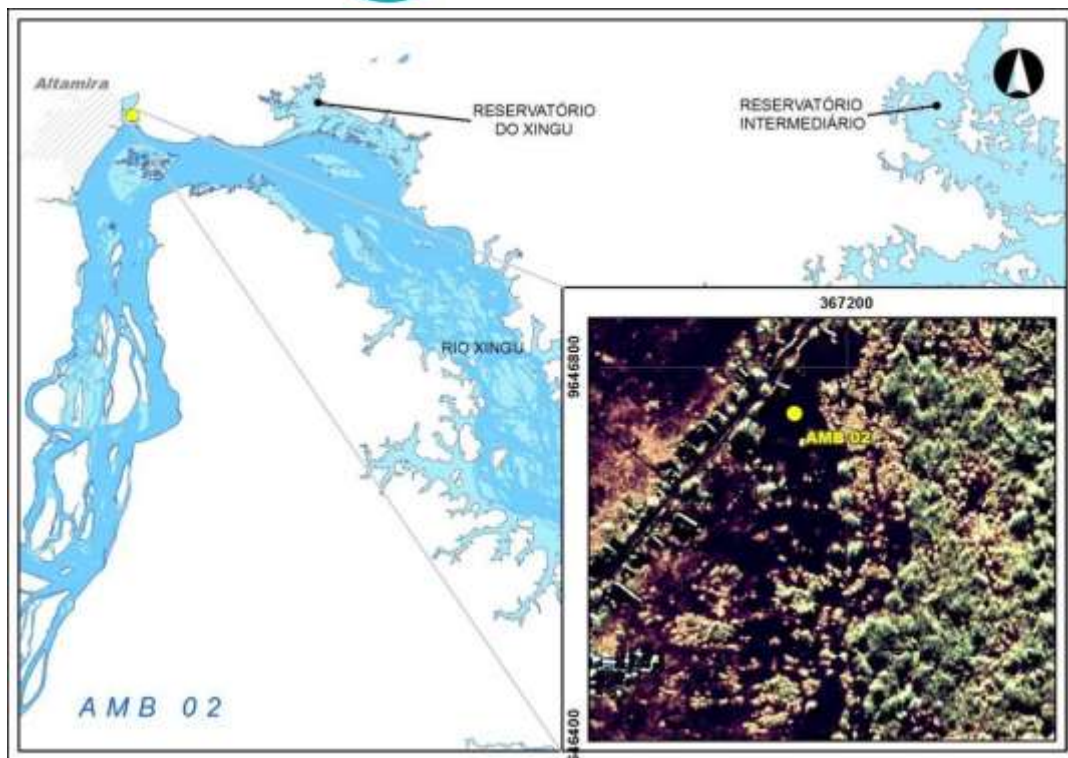 Altamira
RESERVATÓRIO
DO XINGU
RESERVATÓRIO
INTERMEDIÁRIO
367200
9646800
RIO XINGU
AMB 02
AMB 02